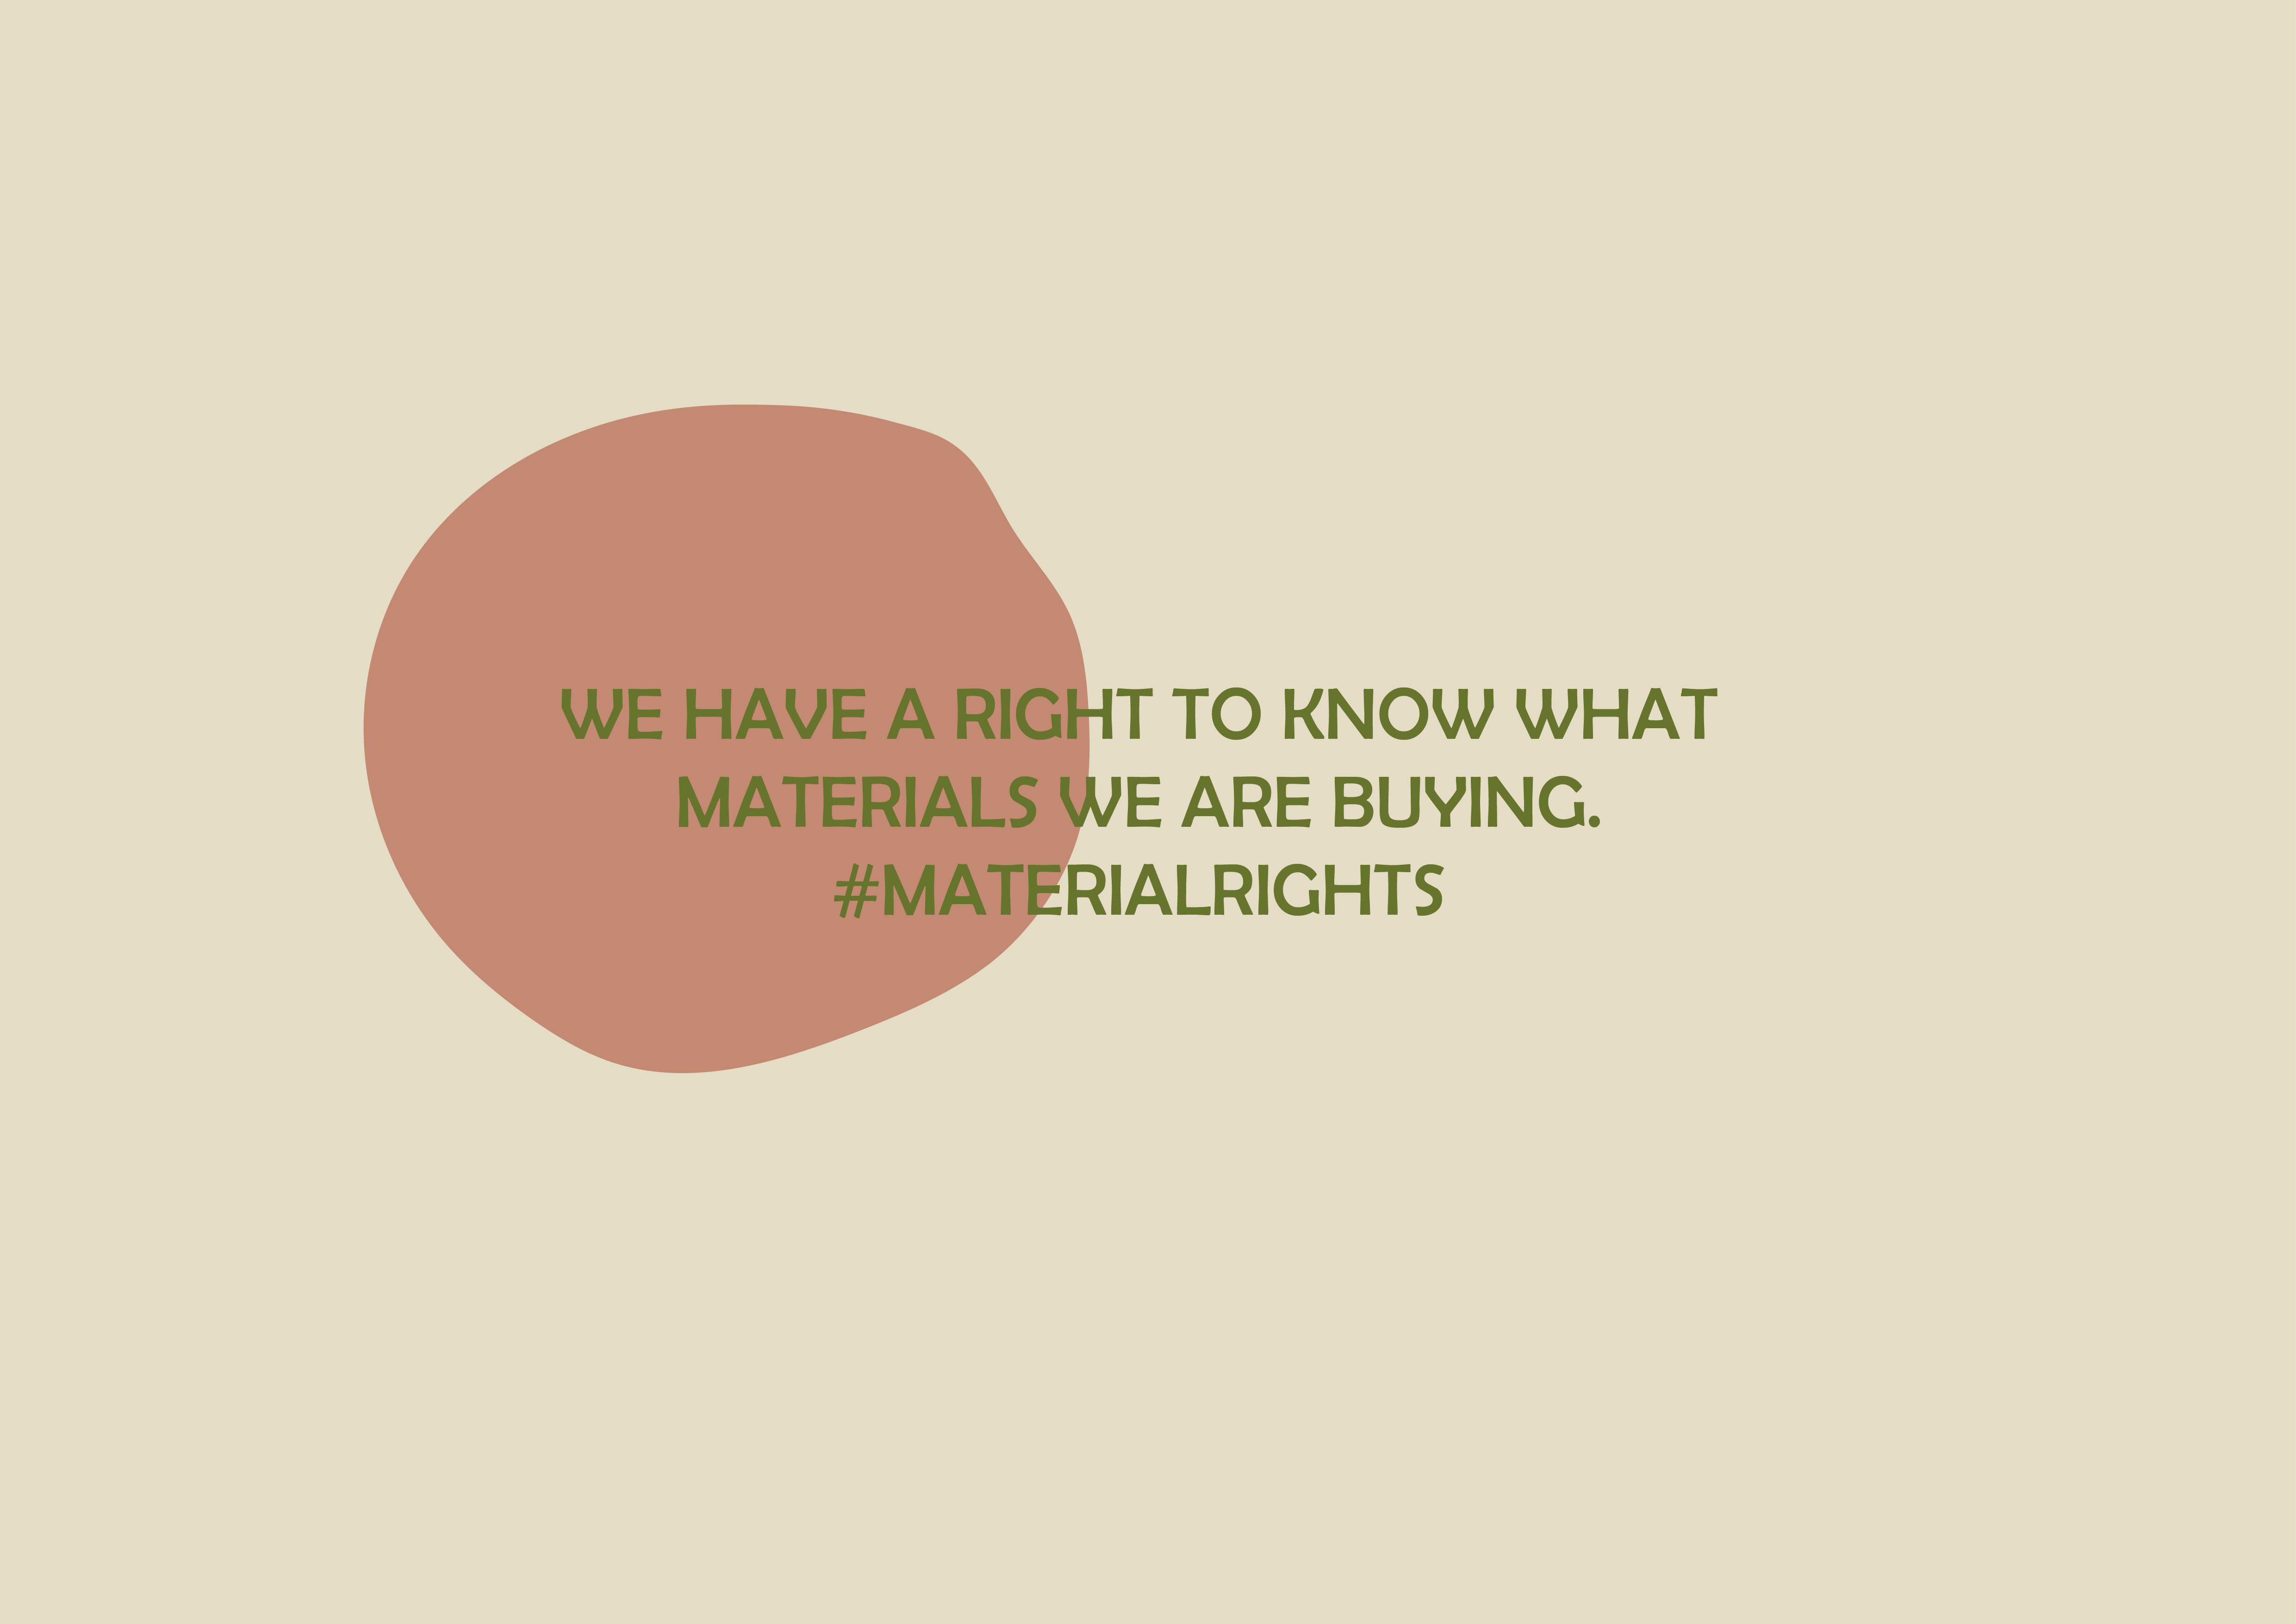 WE HAVE A RIGHT TO KNOW WHAT
MATERIALS WE ARE BUYING.
#MATERIALRIGHTS